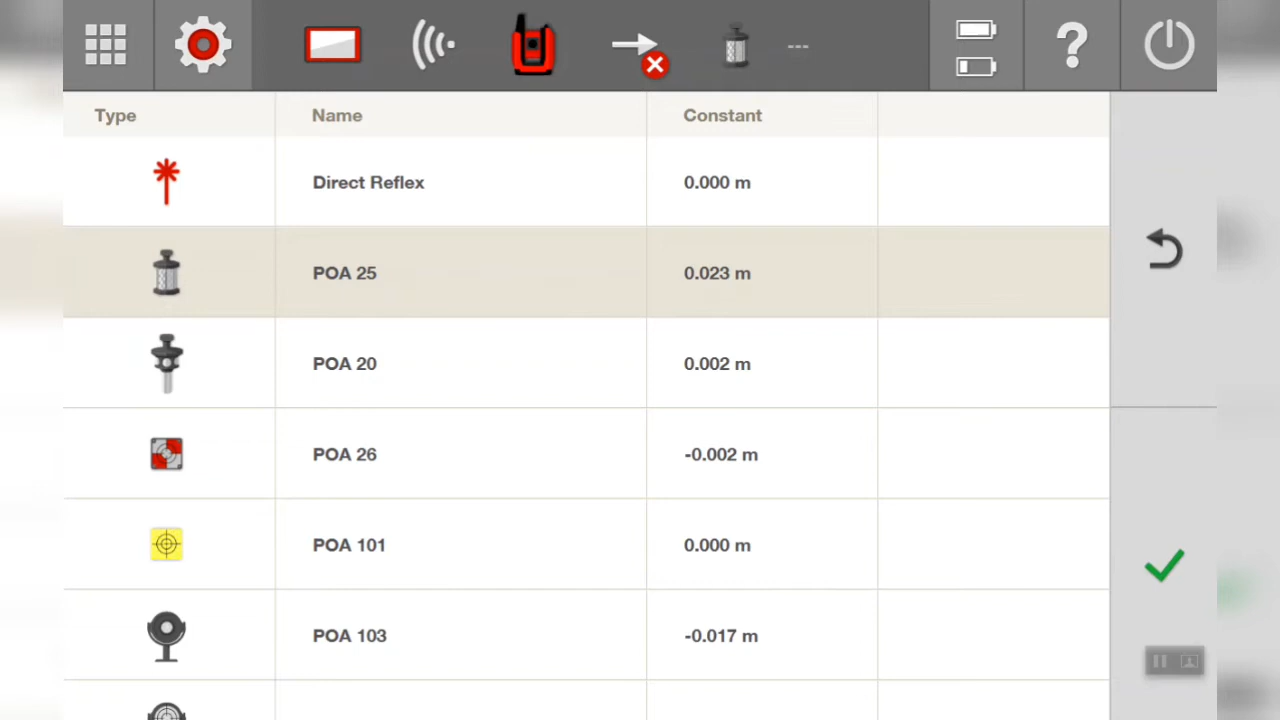 ---
?
Type Name Constant
Direct Reflex 0.000 m
POA 25 0.023 m
POA 20 0.002 m
POA 26 -0.002 m
POA 101 0.000 m
POA 103 -0.017 m